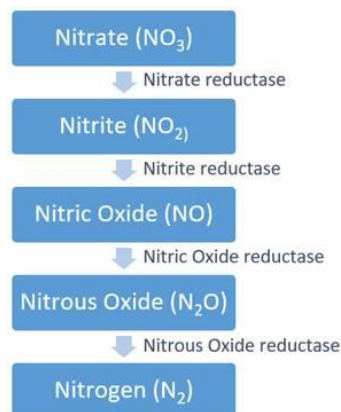 Nitrate (NO₃)
Nitrate reductase
Nitrite (NO₂₎
Nitrite reductase
Nitric Oxide (NO)
Nitric Oxide reductase
Nitrous Oxide (N₂O)
Nitrous Oxide reductase
Nitrogen (N₂)